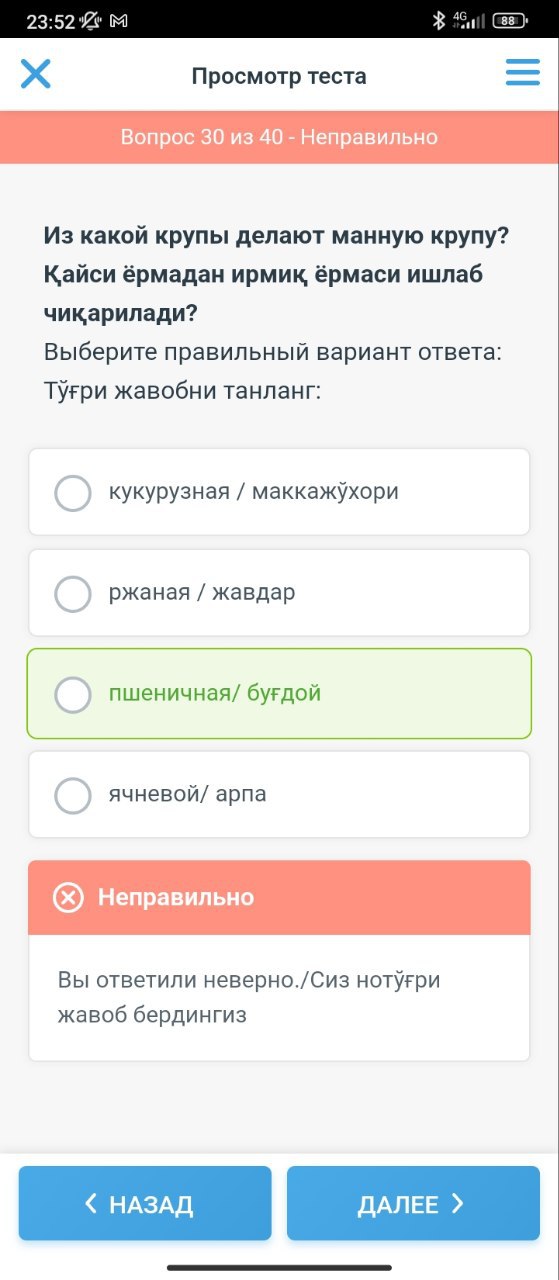 23:52
4G
88
Просмотр теста
Вопрос 30 из 40 - Неправильно
Из какой крупы делают манную крупу?
Қайси ёрмадан ирмиқ ёрмаси ишлаб
чиқарилади?
Выберите правильный вариант ответа:
Тўғри жавобни танланг:
кукурузная / маккажўхори
ржаная / жавдар
пшеничная/ буғдой
ячневой/ арпа
Неправильно
Вы ответили неверно./Сиз нотўғри
жавоб бердингиз
НАЗАД
ДАЛЕЕ